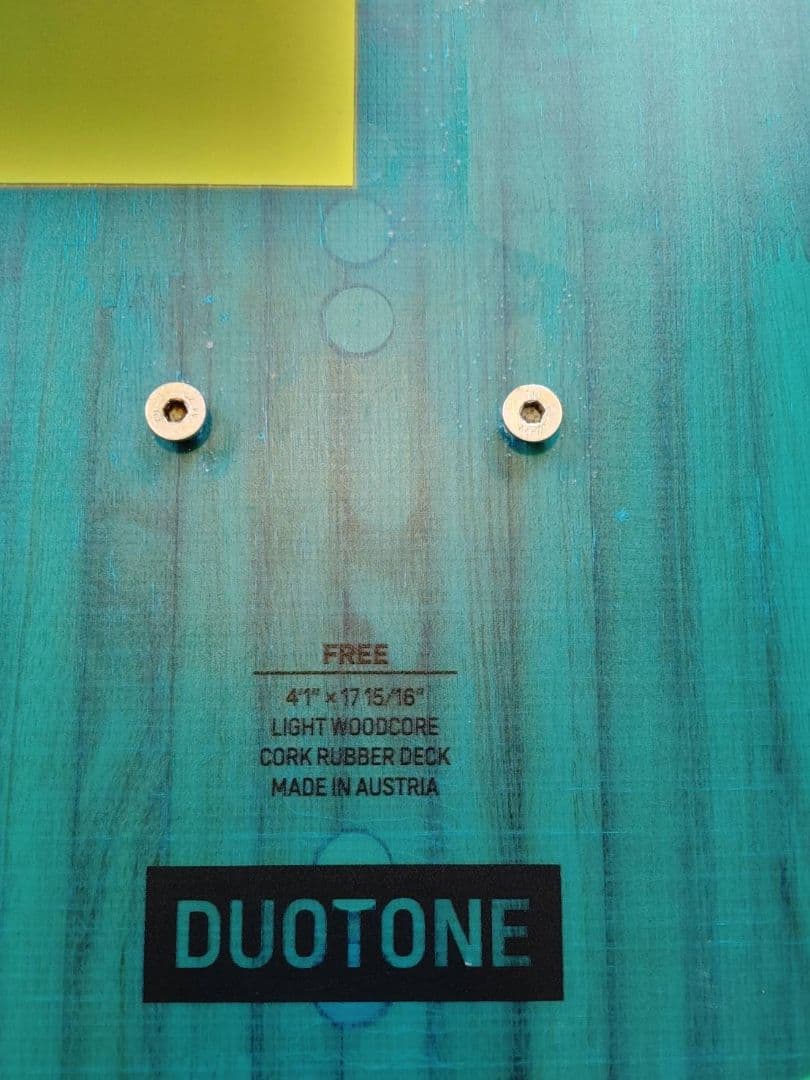 FREE
4'1" × 17 15/16"
LIGHT WOODCORE
CORK RUBBER DECK
MADE IN AUSTRIA
DUOTONE